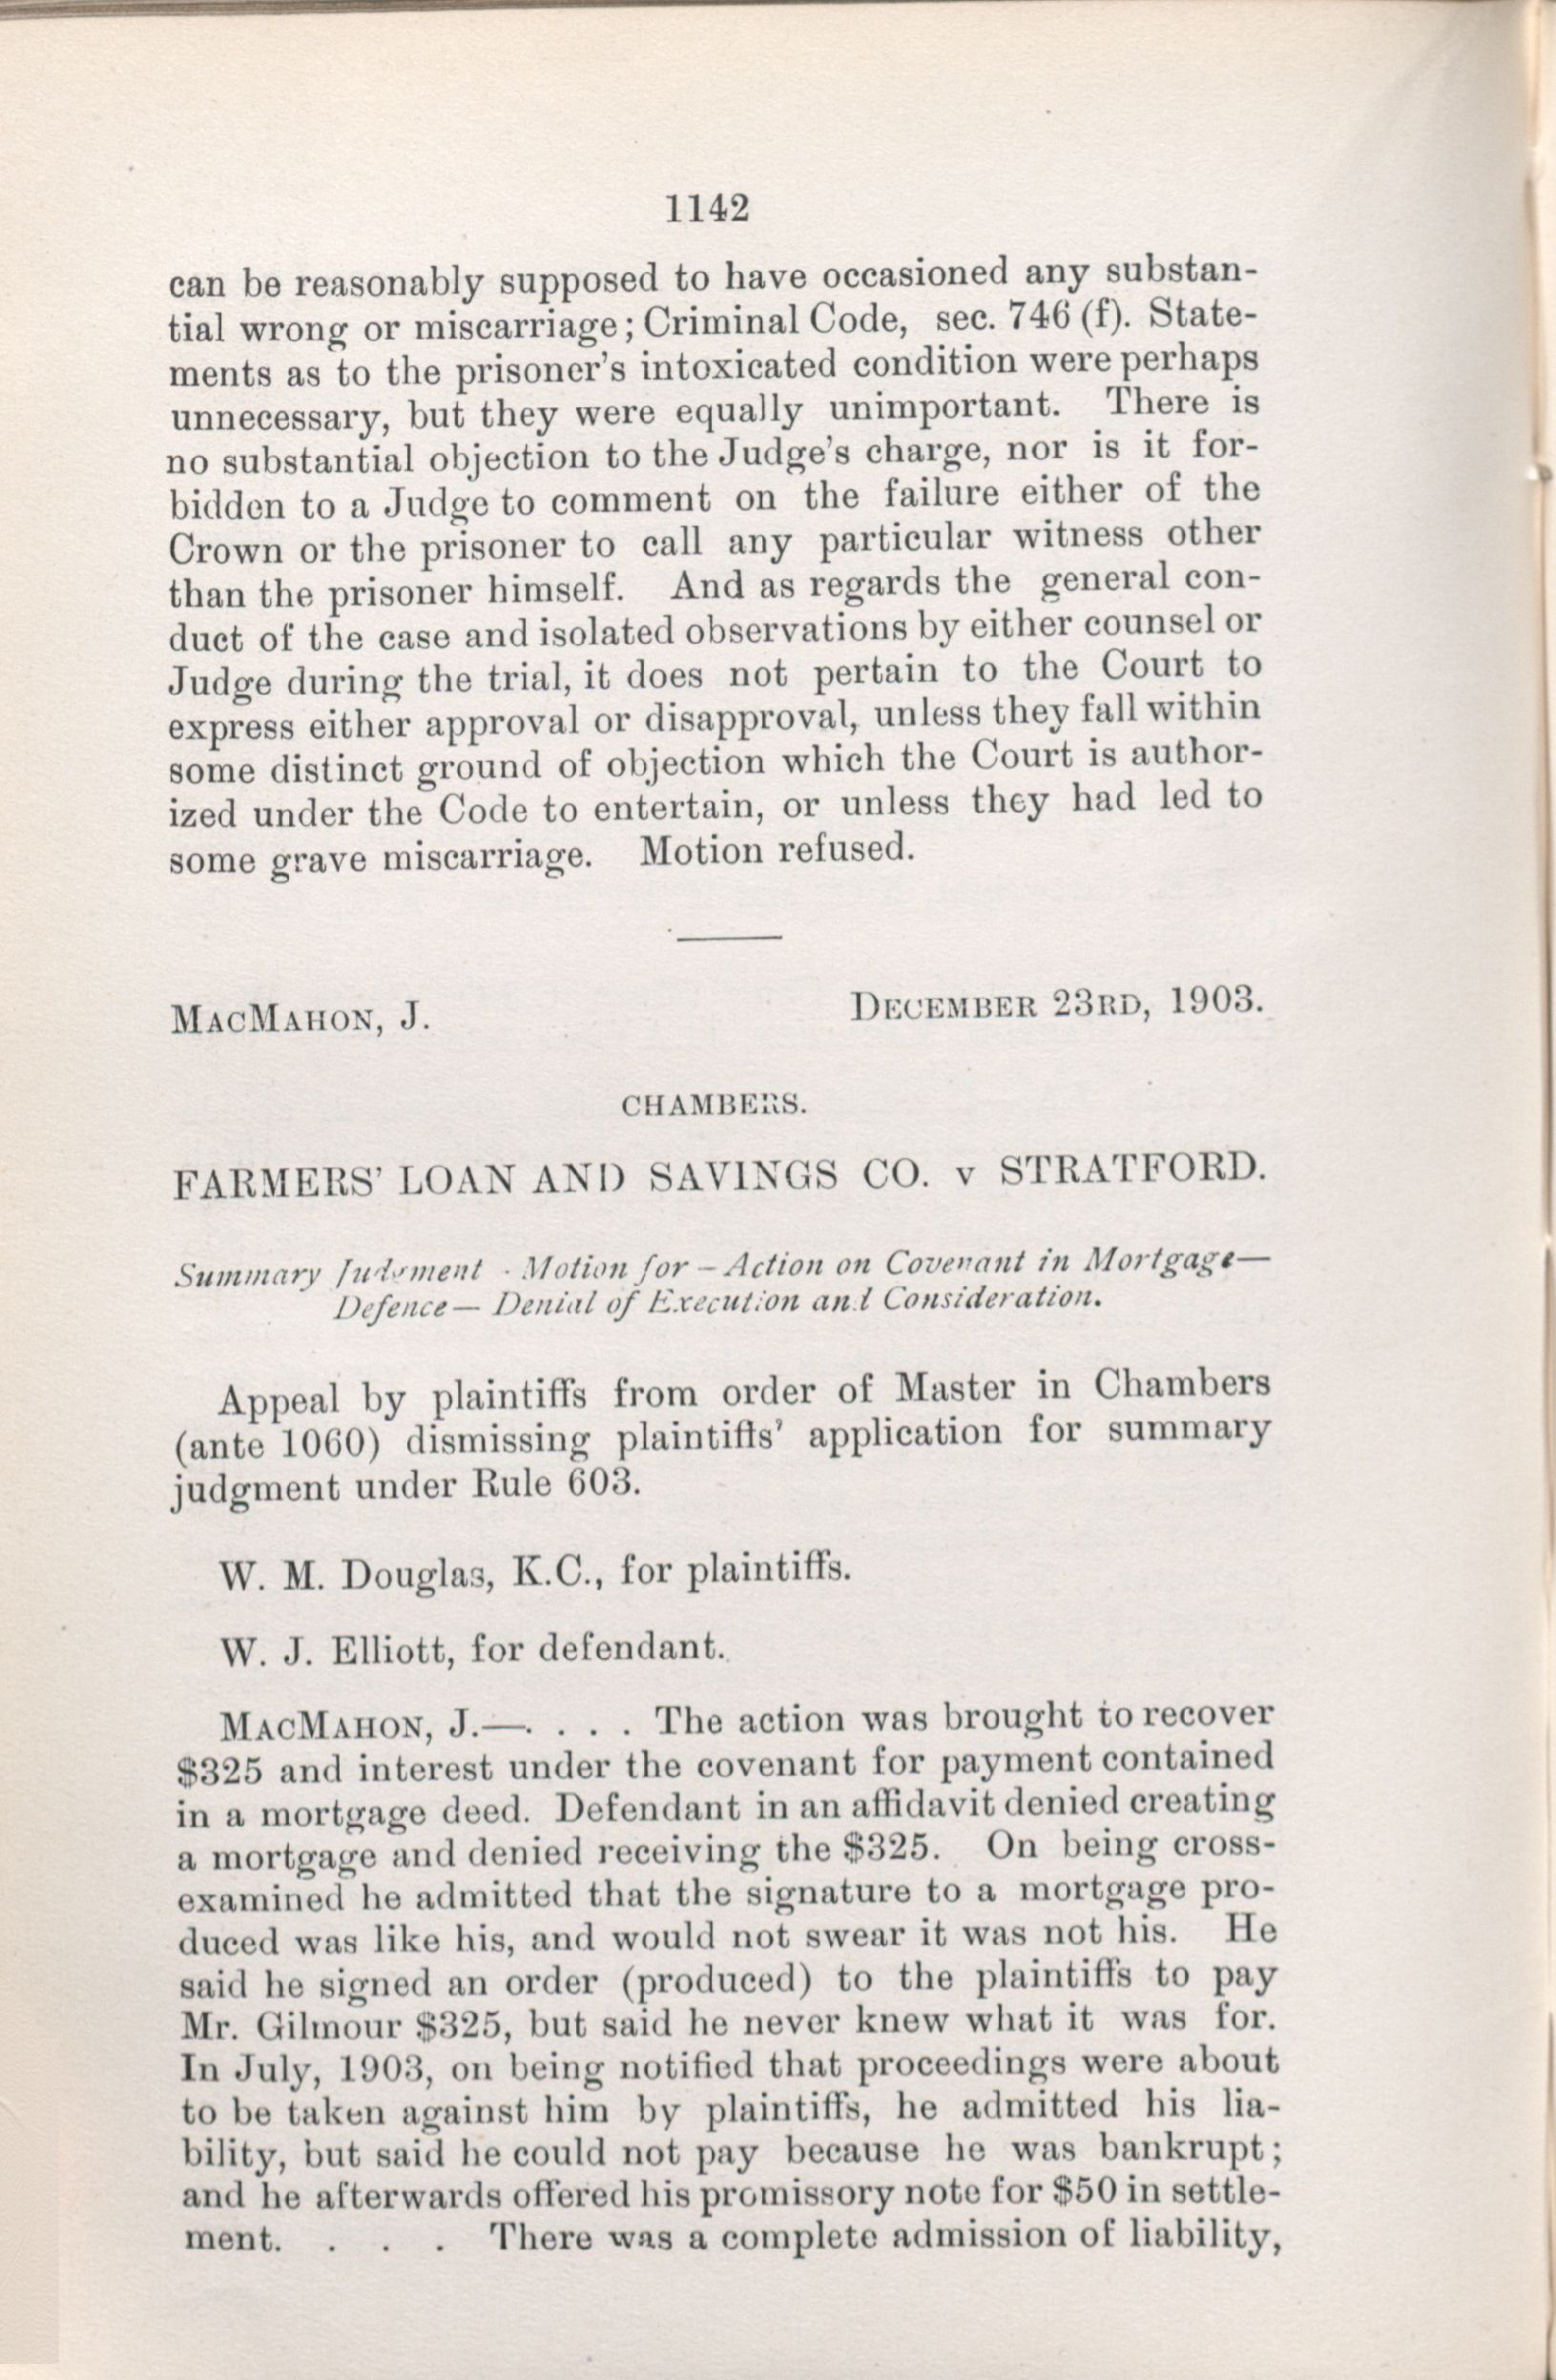 1142
can be reasonably supposed to have occasioned any substan-
tial wrong or miscarriage; Criminal Code, sec. 746 (f). State-
ments as to the prisoner's intoxicated condition were perhaps
unnecessary, but they were equally unimportant. There is
no substantial objection to the Judge's charge, nor is it for-
bidden to a Judge to comment on the failure either of the
Crown or the prisoner to call any particular witness other
than the prisoner himself. And as regards the general con-
duct of the case and isolated observations by either counsel or
Judge during the trial, it does not pertain to the Court to
express either approval or disapproval, unless they fall within
some distinct ground of objection which the Court is author-
ized under the Code to entertain, or unless they had led to
some grave miscarriage. Motion refused.
MACMAHON, J. DECEMBER 23RD, 1903.
CHAMBERS.
FARMERS' LOAN AND SAVINGS CO. v STRATFORD.
Summary Judgment - Motion for – Action on Covenant in Mortgage—
Defence— Denial of Execution and Consideration.
Appeal by plaintiffs from order of Master in Chambers
(ante 1060) dismissing plaintiffs' application for summary
judgment under Rule 603.
W. M. Douglas, K.C., for plaintiffs.
W. J. Elliott, for defendant.
MACMAHON, J.—. . . . The action was brought to recover
$325 and interest under the covenant for payment contained
in a mortgage deed. Defendant in an affidavit denied creating
a mortgage and denied receiving the $325. On being cross-
examined he admitted that the signature to a mortgage pro-
duced was like his, and would not swear it was not his. He
said he signed an order (produced) to the plaintiffs to pay
Mr. Gilmour $325, but said he never knew what it was for.
In July, 1903, on being notified that proceedings were about
to be taken against him by plaintiffs, he admitted his lia-
bility, but said he could not pay because he was bankrupt;
and he afterwards offered his promissory note for $50 in settle-
ment. . . . There was a complete admission of liability,